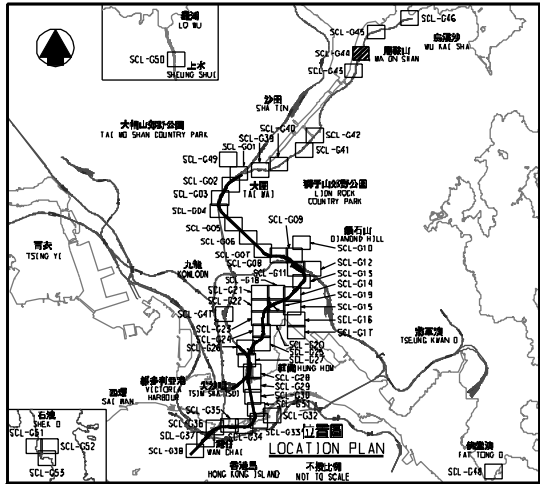 羅湖
LO WU
SCL-G50
上水
SHEUNG SHUI
SCL-G46
SCL-G45
烏溪沙
WU KAI SHA
SCL-G44
馬鞍山
MA ON SHAN
SCL-G43
沙田
SHA TIN
大帽山郊野公園
TAI MO SHAN COUNTRY PARK
SCL-G40
SCL-G39
SCL-G01
SCL-G42
SCL-G41
SCL-G49
SCL-G02
大圍
TAI WAI
獅子山郊野公園
LION ROCK
COUNTRY PARK
SCL-G03
SCL-G04
SCL-G05
SCL-G06
SCL-G07
SCL-G08
SCL-G09
鑽石山
DIAMOND HILL
SCL-G10
SCL-G11
SCL-G12
SCL-G13
SCL-G14
SCL-G18
SCL-G19
SCL-G15
SCL-G16
SCL-G17
青衣
TSING YI
九龍
KOWLOON
SCL-G21
SCL-G22
SCL-G47
SCL-G23
SCL-G24
SCL-G26
SCL-G20
SCL-G25
SCL-G27
將軍澳
TSEUNG KWAN O
紅磡
HUNG HOM
SCL-G28
SCL-G29
SCL-G30
西環
SAI WAN
維多利亞港
VICTORIA
HARBOUR
尖沙咀
TSIM SHA TSUI
SCL-G32
SCL-G33
SCL-G34
SCL-G35
SCL-G36
SCL-G37
SCL-G38
灣仔
WAN CHAI
香港島
HONG KONG ISLAND
石澳
SHEK O
SCL-G51
SCL-G52
SCL-G53
佛堂澳
FAT TONG O
SCL-G48
位置圖
LOCATION PLAN
不按比例
NOT TO SCALE